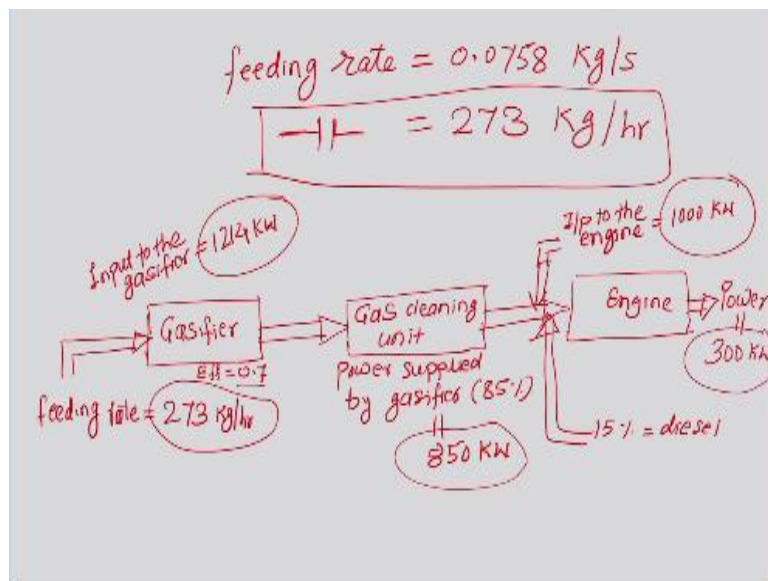 feeding rate = 0.0758 Kg/s
—||— = 273 Kg/hr
Input to the gasifier = 1214 KW
I/p to the engine = 1000 KW
Gasifier
Eff = 0.7
Gas cleaning unit
Engine
Power
300 KW
feeding rate = 273 kg/hr
Power supplied
by gasifier (85%)
850 KW
15% = diesel